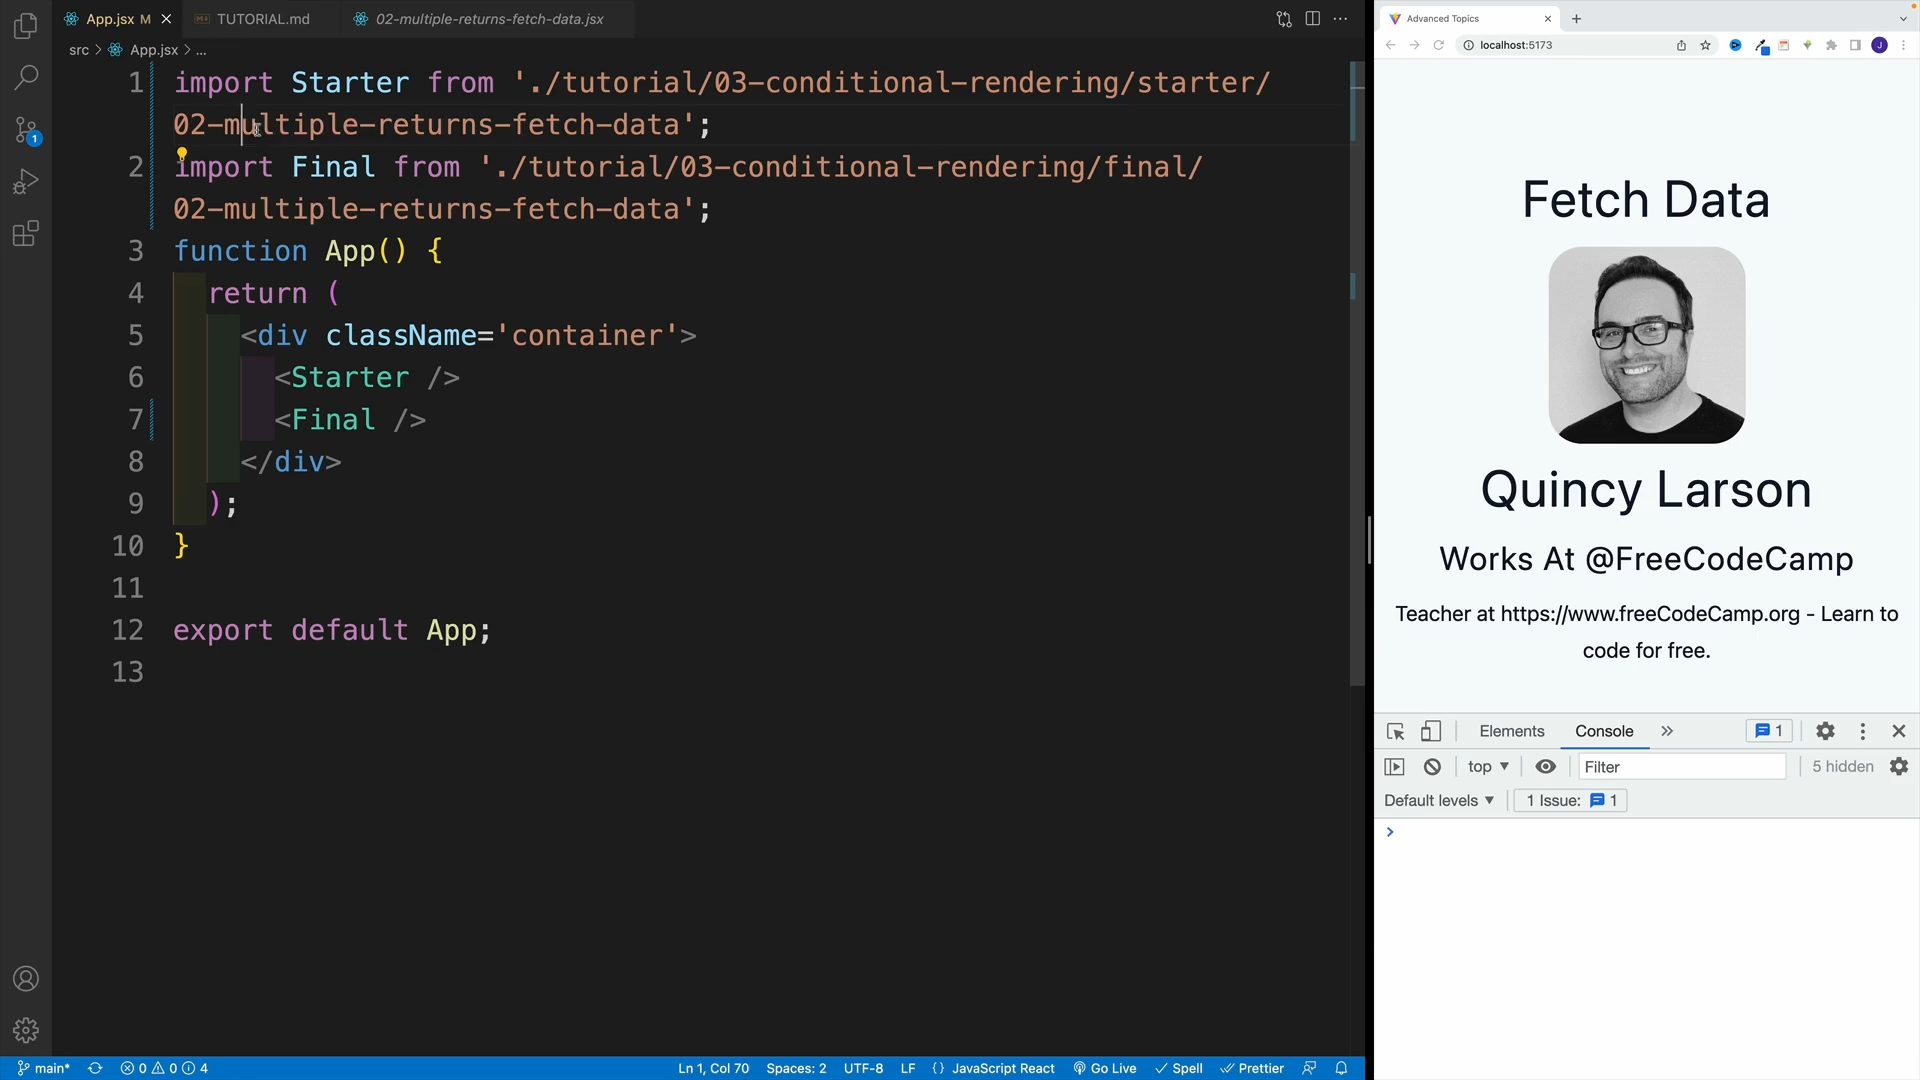 App.jsx M
TUTORIAL.md
02-multiple-returns-fetch-data.jsx
src > App.jsx > ...
1 import Starter from './tutorial/03-conditional-rendering/starter/
02-multiple-returns-fetch-data';
2 import Final from './tutorial/03-conditional-rendering/final/
02-multiple-returns-fetch-data';
3 function App() {
4 return (
5 <div className='container'>
6 <Starter />
7 <Final />
8 </div>
9 );
10 }
11
12 export default App;
13
1
main*
0 0 4
Ln 1, Col 70
Spaces: 2
UTF-8
LF
{} JavaScript React
Go Live
Spell
Prettier
Advanced Topics
localhost:5173
J
Fetch Data
Quincy Larson
Works At @FreeCodeCamp
Teacher at https://www.freeCodeCamp.org - Learn to
code for free.
Elements
Console
1
top
Filter
5 hidden
Default levels
1 Issue: 1